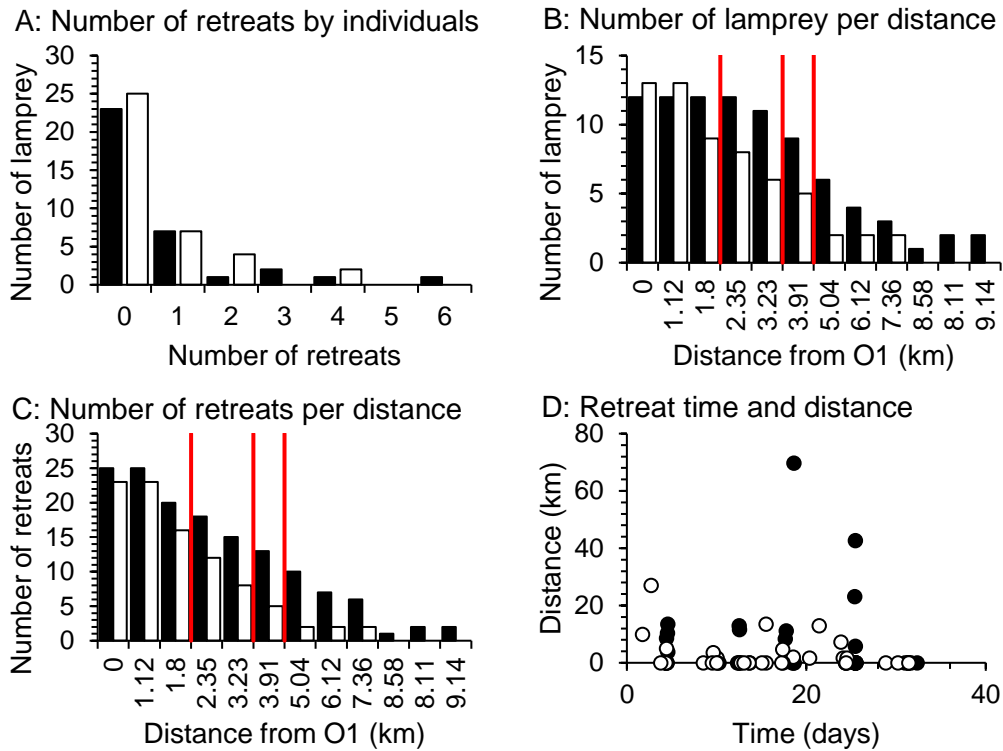 A: Number of retreats by individuals
30
25
20
15
10
5
0
Number of lamprey
0 1 2 3 4 5 6
Number of retreats
B: Number of lamprey per distance
15
10
5
0
Number of lamprey
0 1.12 1.8 2.35 3.23 3.91 5.04 6.12 7.36 8.58 8.11 9.14
Distance from O1 (km)
C: Number of retreats per distance
30
25
20
15
10
5
0
Number of retreats
0 1.12 1.8 2.35 3.23 3.91 5.04 6.12 7.36 8.58 8.11 9.14
Distance from O1 (km)
D: Retreat time and distance
80
60
40
20
0
Distance (km)
0 20 40
Time (days)